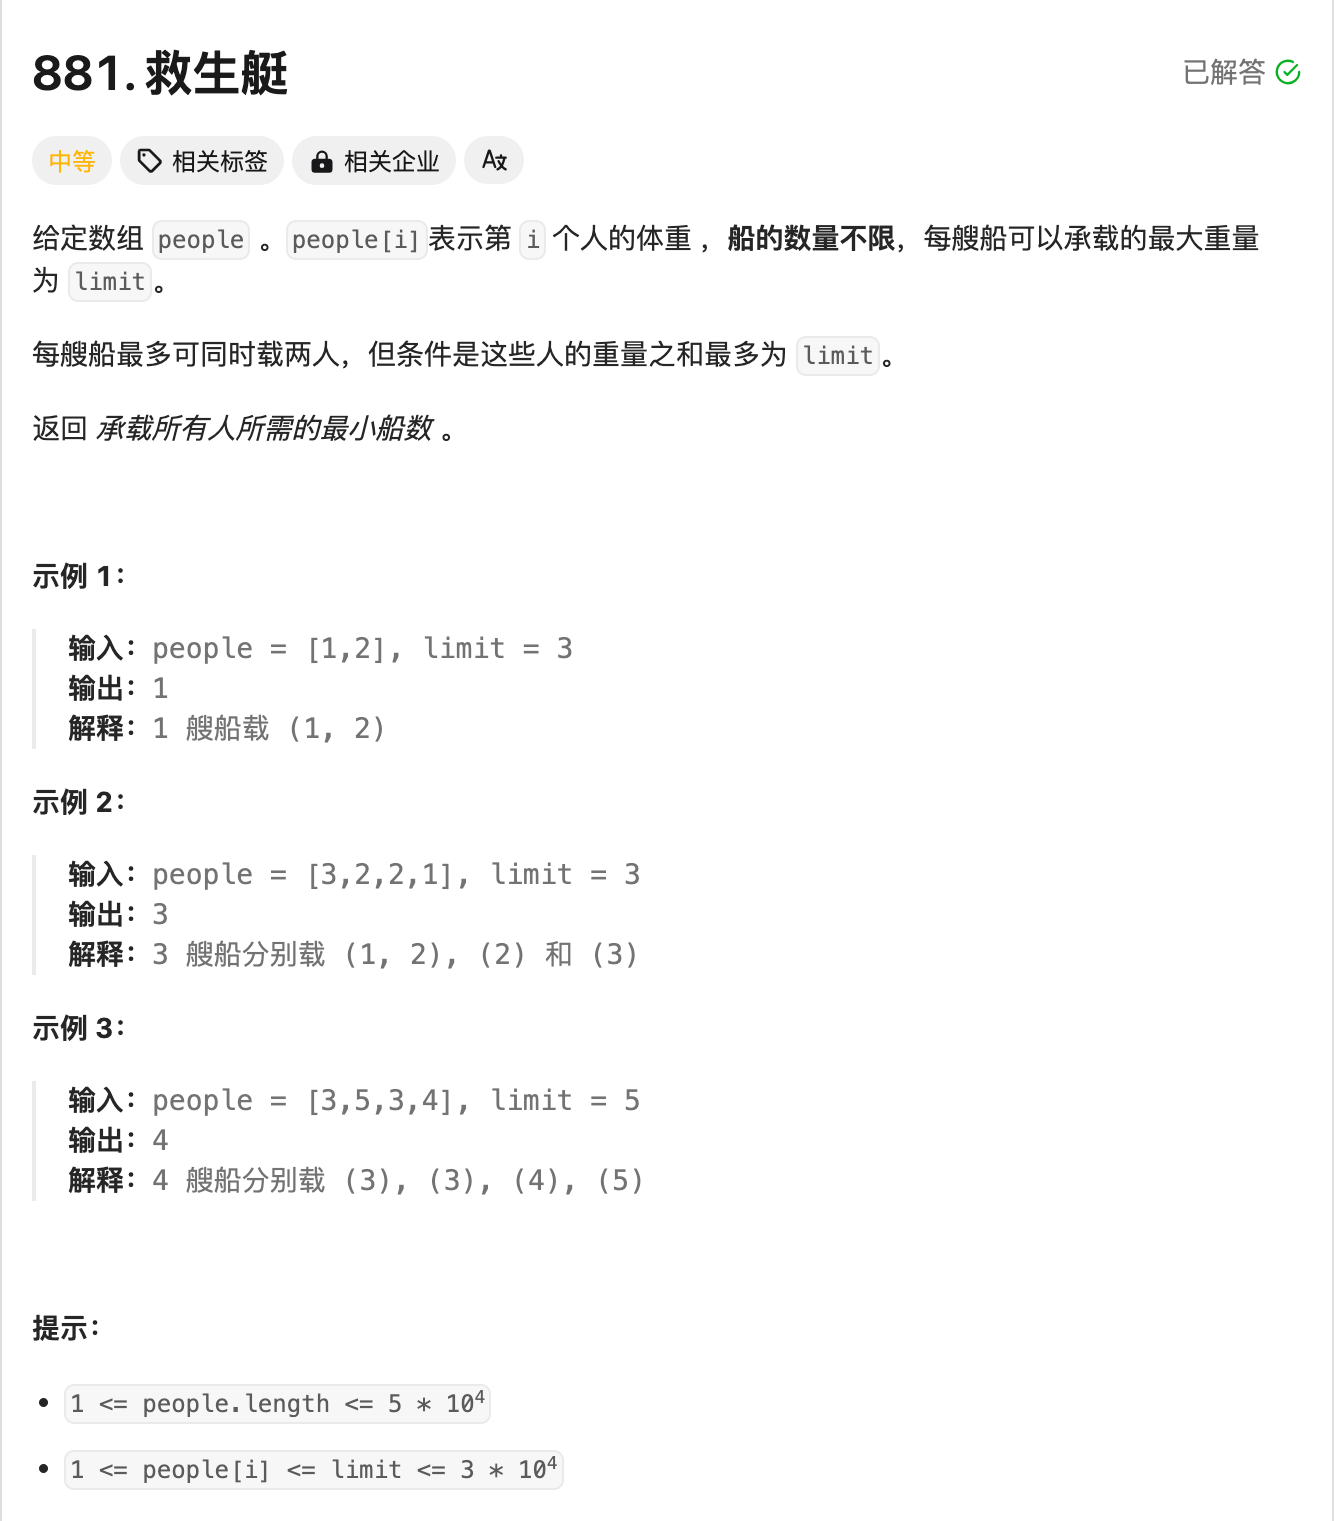 881. 救生艇
已解答
中等
相关标签
相关企业
给定数组 people 。people[i]表示第 i 个人的体重 ，船的数量不限，每艘船可以承载的最大重量
为 limit。
每艘船最多可同时载两人，但条件是这些人的重量之和最多为 limit。
返回 承载所有人所需的最小船数 。
示例 1：
输入：people = [1,2], limit = 3
输出：1
解释：1 艘船载 (1, 2)
示例 2：
输入：people = [3,2,2,1], limit = 3
输出：3
解释：3 艘船分别载 (1, 2), (2) 和 (3)
示例 3：
输入：people = [3,5,3,4], limit = 5
输出：4
解释：4 艘船分别载 (3), (3), (4), (5)
提示：
• 1 <= people.length <= 5 * 10⁴
• 1 <= people[i] <= limit <= 3 * 10⁴